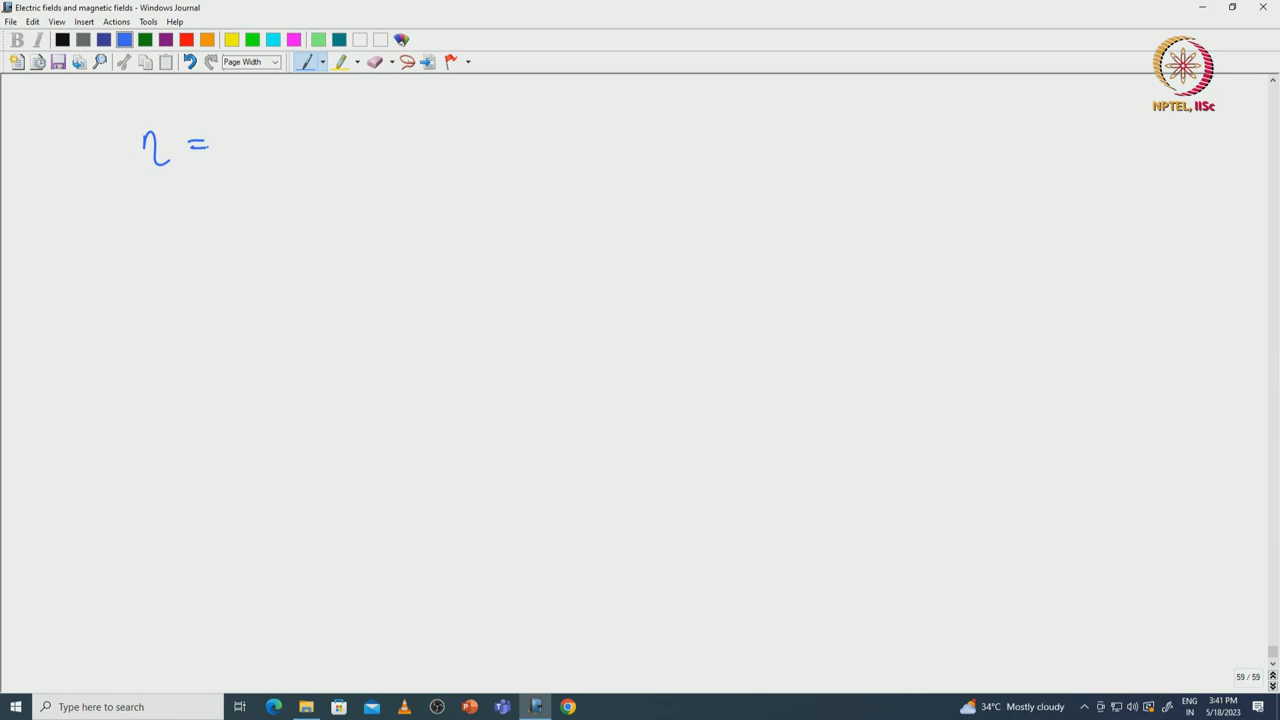 Electric fields and magnetic fields - Windows Journal
File Edit View Insert Actions Tools Help
B I
Page Width
NPTEL, IISc
η =
59 / 59
Type here to search
34°C Mostly cloudy
ENG
IN
3:41 PM
5/18/2023